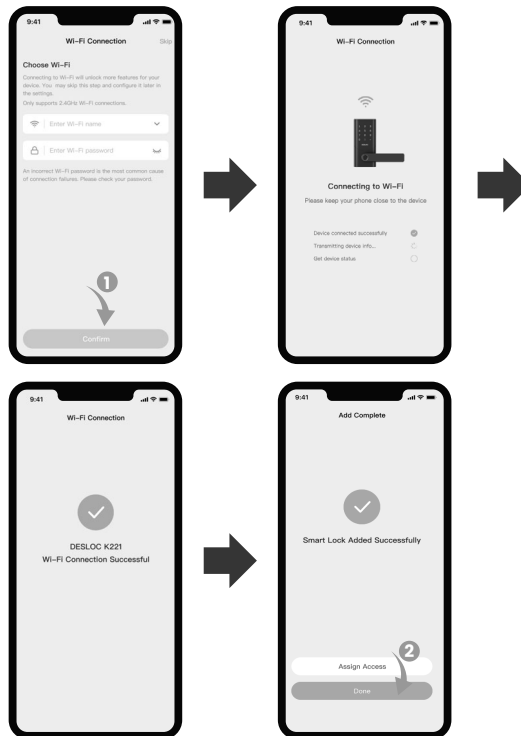 9:41
Wi-Fi Connection
Skip
Choose Wi-Fi
Connecting to Wi-Fi will unlock more features for your
device. You may skip this step and configure it later in
the settings.
Only supports 2.4GHz Wi-Fi connections.
Enter Wi-Fi name
Enter Wi-Fi password
An incorrect Wi-Fi password is the most common cause
of connection failures. Please check your password.
1
Confirm
9:41
Wi-Fi Connection
Connecting to Wi-Fi
Please keep your phone close to the device
Device connected successfully
Transmitting device info...
Get device status
9:41
Wi-Fi Connection
DESLOC K221
Wi-Fi Connection Successful
9:41
Add Complete
Smart Lock Added Successfully
2
Assign Access
Done